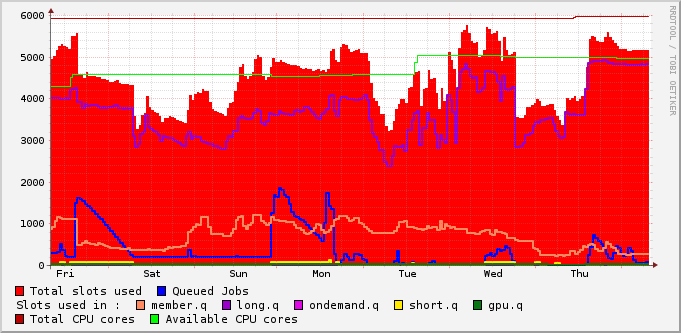 6000
5000
4000
3000
2000
1000
0
Fri Sat Sun Mon Tue Wed Thu
Total slots used Queued Jobs
Slots used in : member.q long.q ondemand.q short.q gpu.q
Total CPU cores Available CPU cores
RRDTOOL / TOBI OETIKER